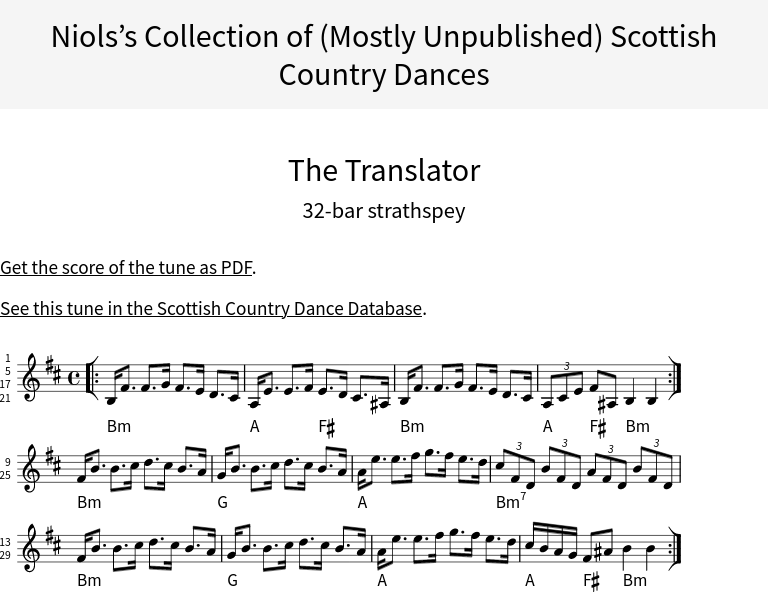 Niols’s Collection of (Mostly Unpublished) Scottish
Country Dances
The Translator
32-bar strathspey
Get the score of the tune as PDF.
See this tune in the Scottish Country Dance Database.
1
5
17
21
3
Bm A F♯ Bm A F♯ Bm
9
25
3 3 3 3
Bm G A Bm7
13
29
Bm G A A F♯ Bm